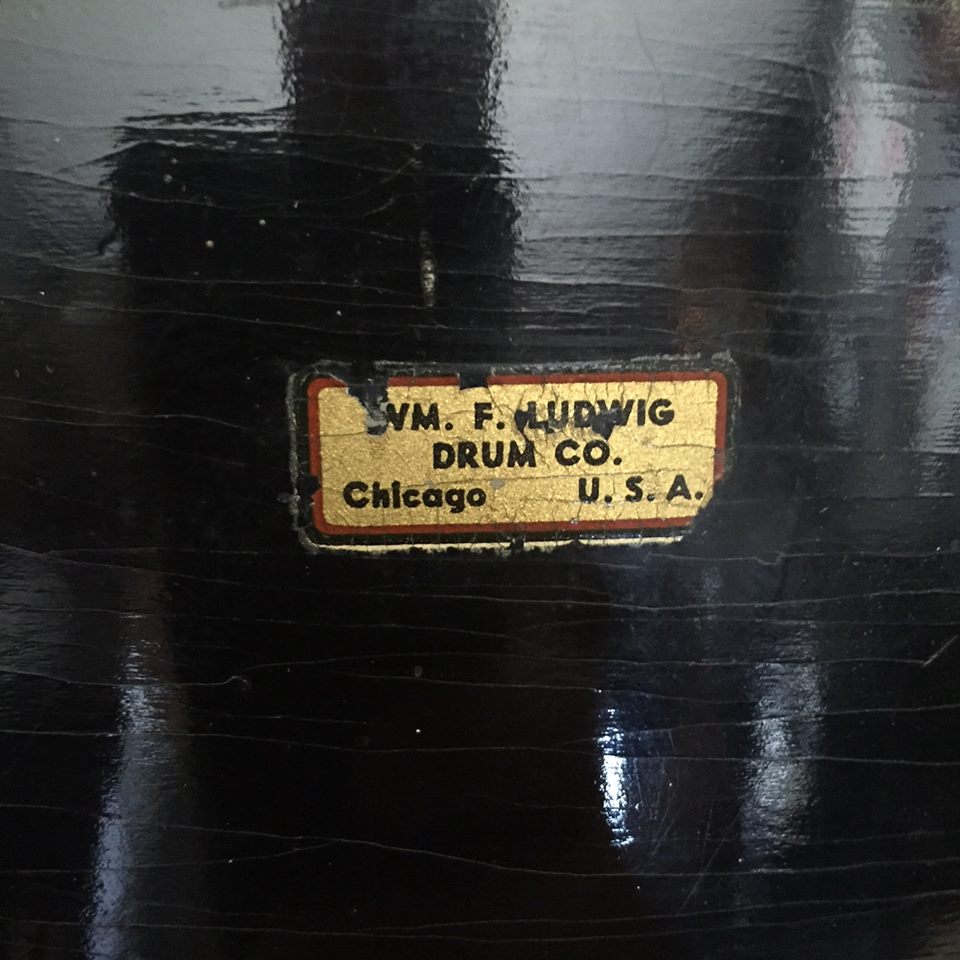 WM. F. LUDWIG
DRUM CO.
Chicago U. S. A.